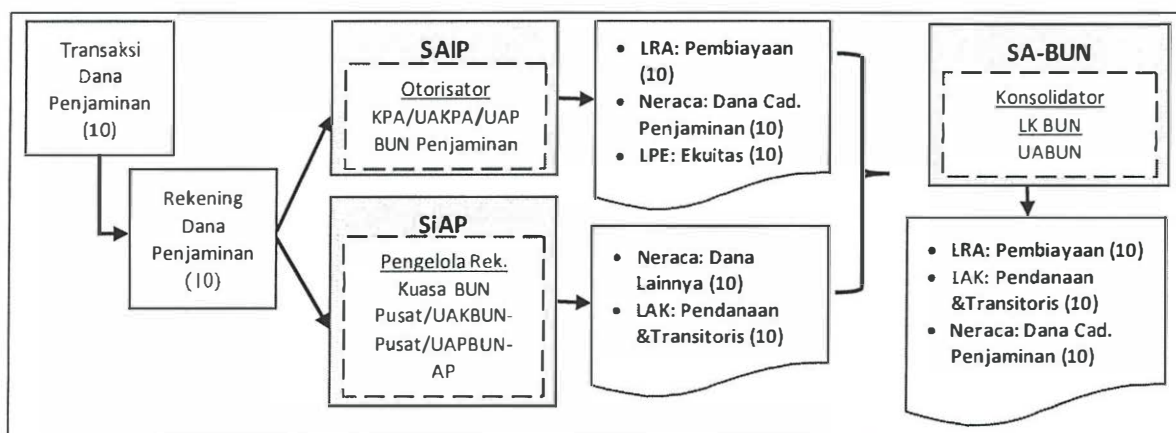 Transaksi
Dana
Penjaminan
(10)
Rekening
Dana
Penjaminan
(10)
SAIP
Otorisator
KPA/UAKPA/UAP
BUN Penjaminan
SiAP
Pengelola Rek.
Kuasa BUN
Pusat/UAKBUN-
Pusat/UAPBUN-
AP
• LRA: Pembiayaan
(10)
• Neraca: Dana Cad.
Penjaminan (10)
• LPE: Ekuitas (10)
• Neraca: Dana
Lainnya (10)
• LAK: Pendanaan
&Transitoris (10)
SA-BUN
Konsolidator
LK BUN
UABUN
• LRA: Pembiayaan (10)
• LAK: Pendanaan
&Transitoris (10)
• Neraca: Dana Cad.
Penjaminan (10)